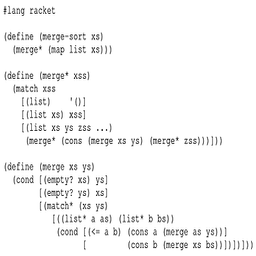 #lang racket
(define (merge-sort xs)
  (merge* (map list xs)))
(define (merge* xss)
  (match xss
    [(list)    '()]
    [(list xs) xss]
    [(list xs ys zss ...)
     (merge* (cons (merge xs ys) (merge* zss)))]))
(define (merge xs ys)
  (cond [(empty? xs) ys]
        [(empty? ys) xs]
        [(match* (xs ys)
           [((list* a as) (list* b bs))
            (cond [(<= a b) (cons a (merge as ys))]
                  [         (cons b (merge xs bs))])])]))